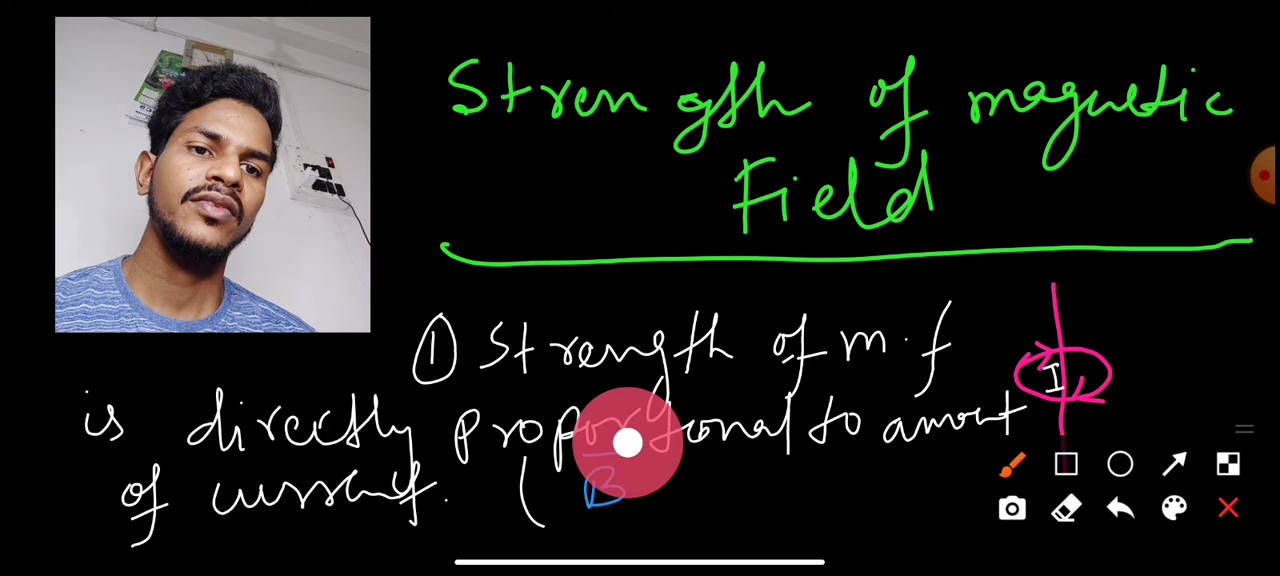 Strength of magnetic
Field
① Strength of m.f
is directly proportional to amount
of current. ( B
I